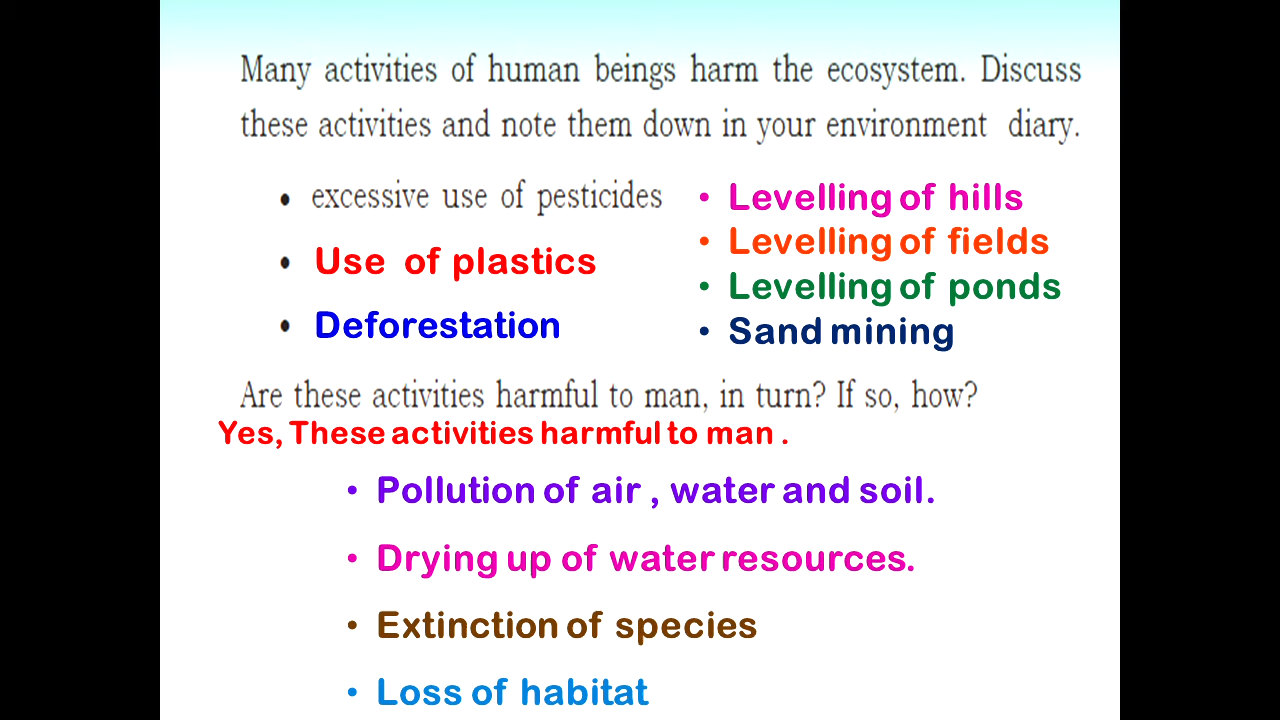 Many activities of human beings harm the ecosystem. Discuss
these activities and note them down in your environment diary.
• excessive use of pesticides
• Use of plastics
• Deforestation
• Levelling of hills
• Levelling of fields
• Levelling of ponds
• Sand mining
Are these activities harmful to man, in turn? If so, how?
Yes, These activities harmful to man .
• Pollution of air , water and soil.
• Drying up of water resources.
• Extinction of species
• Loss of habitat